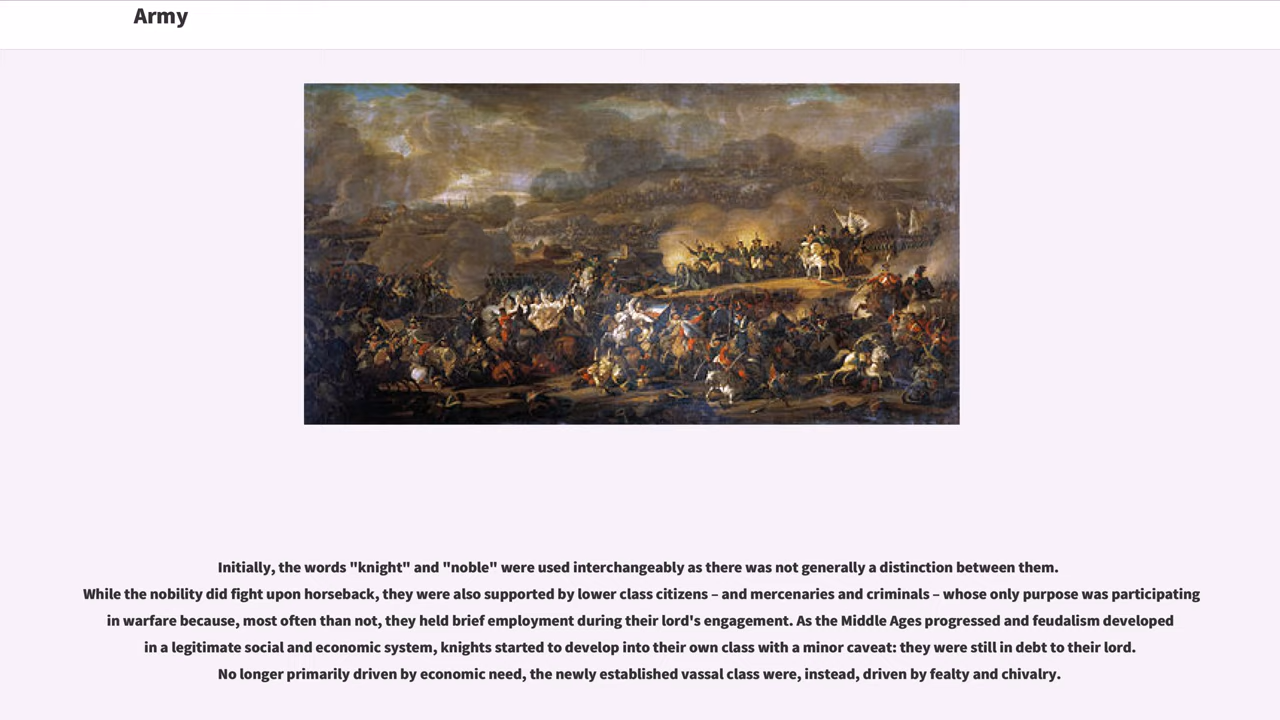 Army
Initially, the words "knight" and "noble" were used interchangeably as there was not generally a distinction between them.
While the nobility did fight upon horseback, they were also supported by lower class citizens – and mercenaries and criminals – whose only purpose was participating
in warfare because, most often than not, they held brief employment during their lord's engagement. As the Middle Ages progressed and feudalism developed
in a legitimate social and economic system, knights started to develop into their own class with a minor caveat: they were still in debt to their lord.
No longer primarily driven by economic need, the newly established vassal class were, instead, driven by fealty and chivalry.